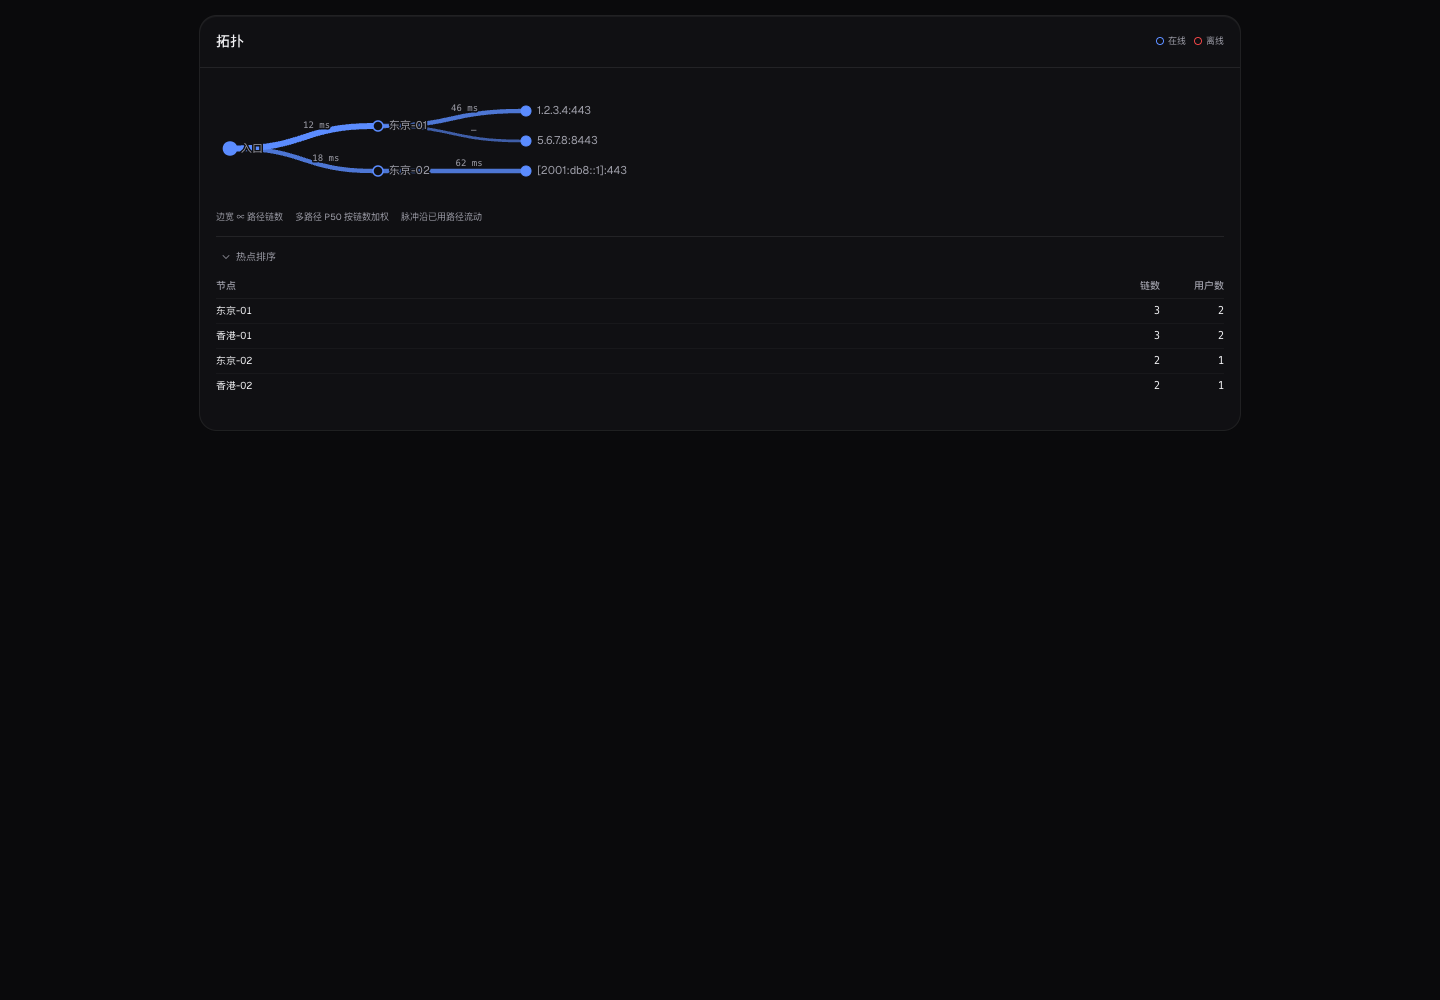 拓扑
在线 离线
46 ms
1.2.3.4:443
12 ms
东京-01
—
5.6.7.8:8443
入口
18 ms
62 ms
东京-02
[2001:db8::1]:443
边宽 ∝ 路径链数 多路径 P50 按链数加权 脉冲沿已用路径流动
热点排序
节点 链数 用户数
东京-01 3 2
香港-01 3 2
东京-02 2 1
香港-02 2 1